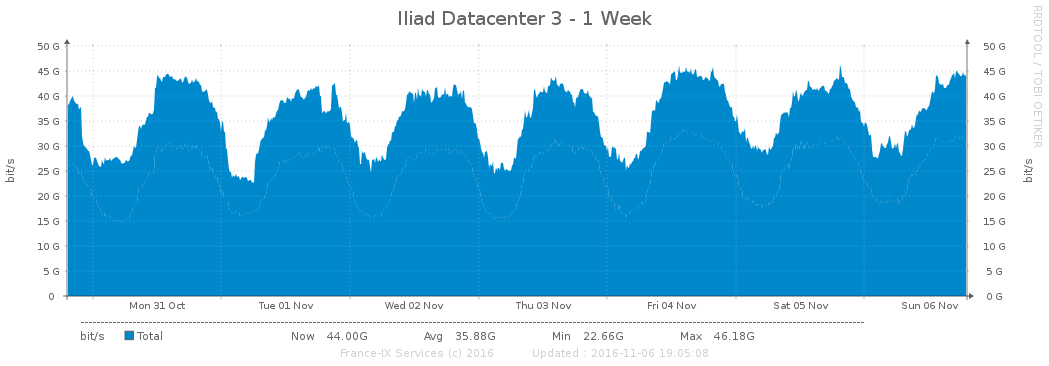 Iliad Datacenter 3 - 1 Week
RRDTOOL / TOBI OETIKER
50 G 50 G
45 G 45 G
40 G 40 G
35 G 35 G
30 G 30 G
25 G 25 G
20 G 20 G
15 G 15 G
10 G 10 G
5 G 5 G
0 0 G
bit/s bit/s
Mon 31 Oct Tue 01 Nov Wed 02 Nov Thu 03 Nov Fri 04 Nov Sat 05 Nov Sun 06 Nov
bit/s Total Now 44.00G Avg 35.88G Min 22.66G Max 46.18G
France-IX Services (c) 2016 Updated : 2016-11-06 19:05:08